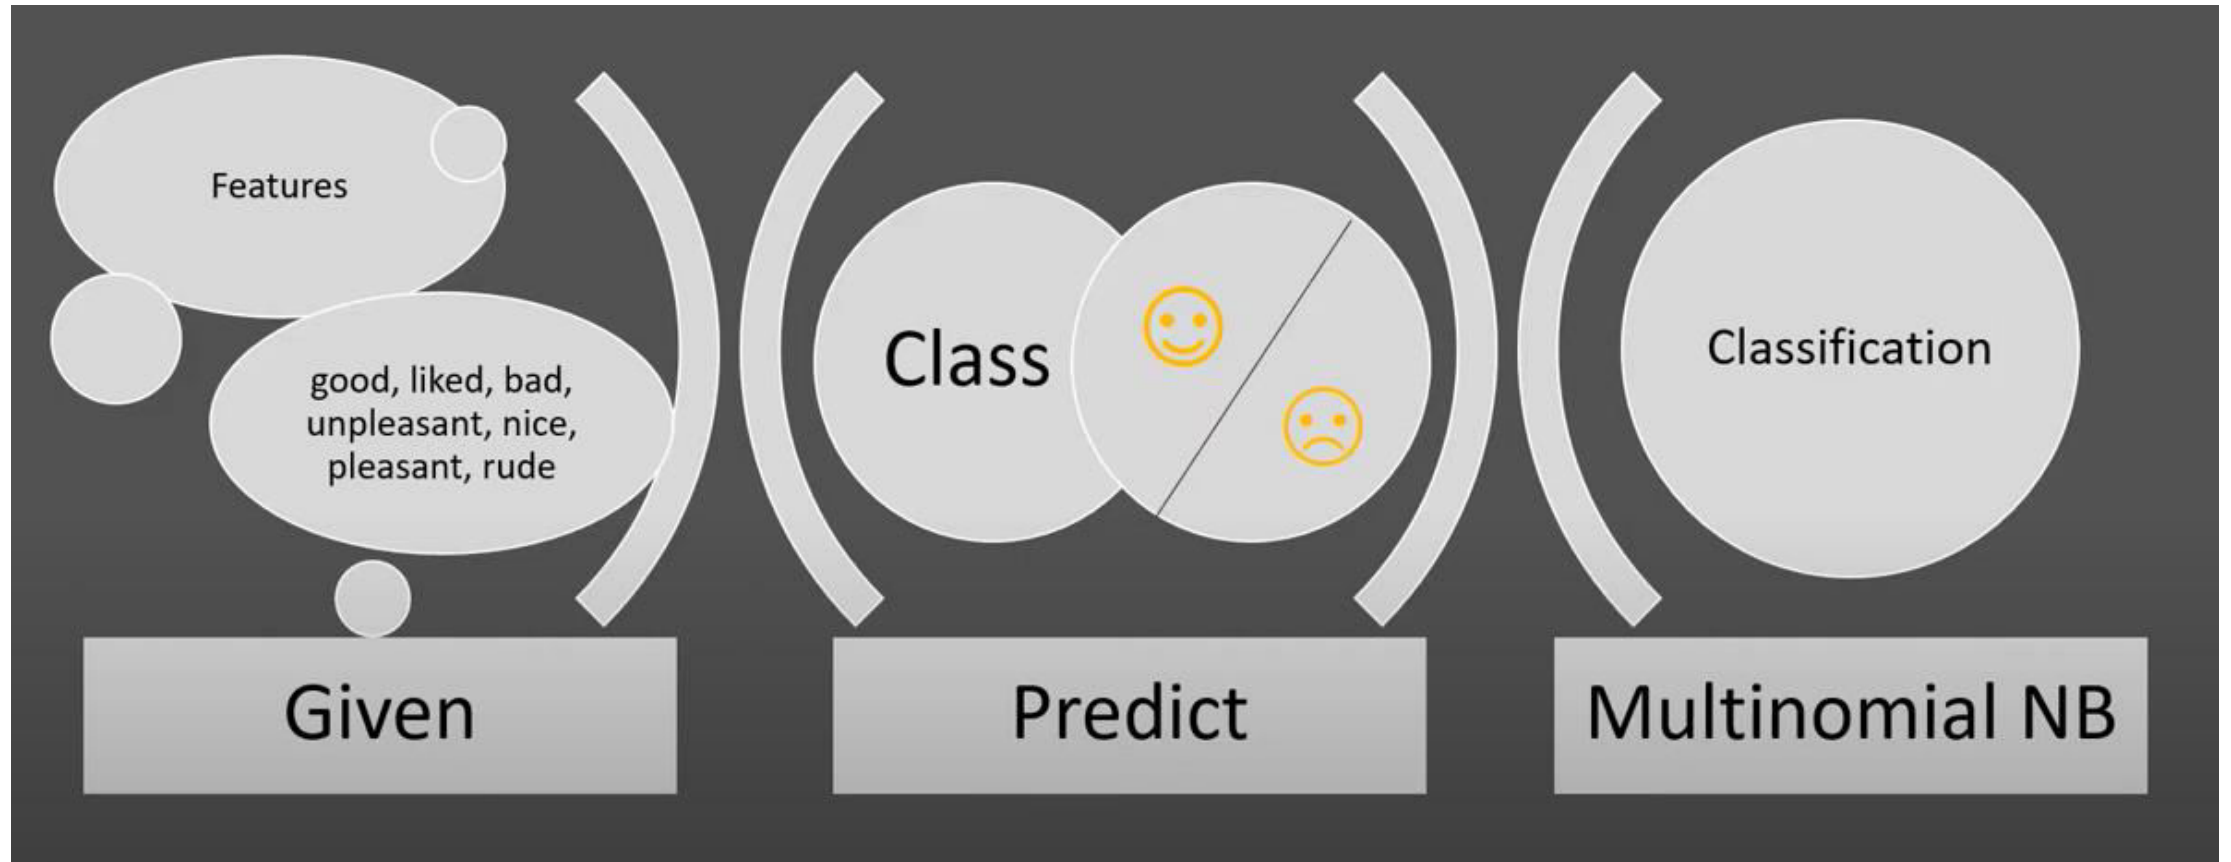 Features
good, liked, bad,
unpleasant, nice,
pleasant, rude
Given
Class
Predict
Classification
Multinomial NB